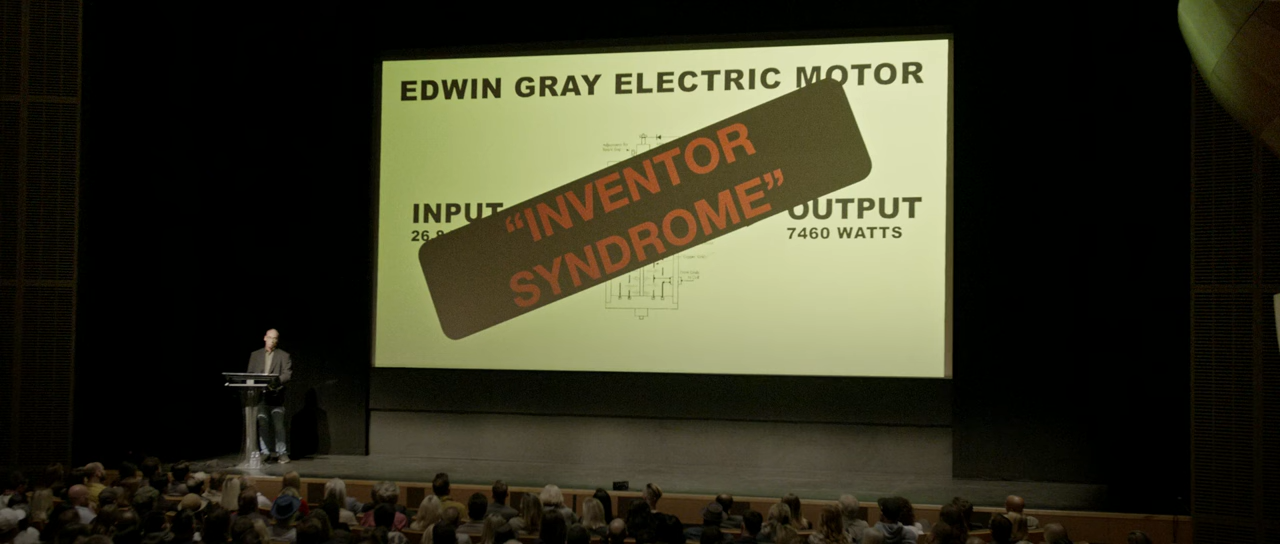 EDWIN GRAY ELECTRIC MOTOR
“INVENTOR
SYNDROME”
INPUT
OUTPUT
7460 WATTS